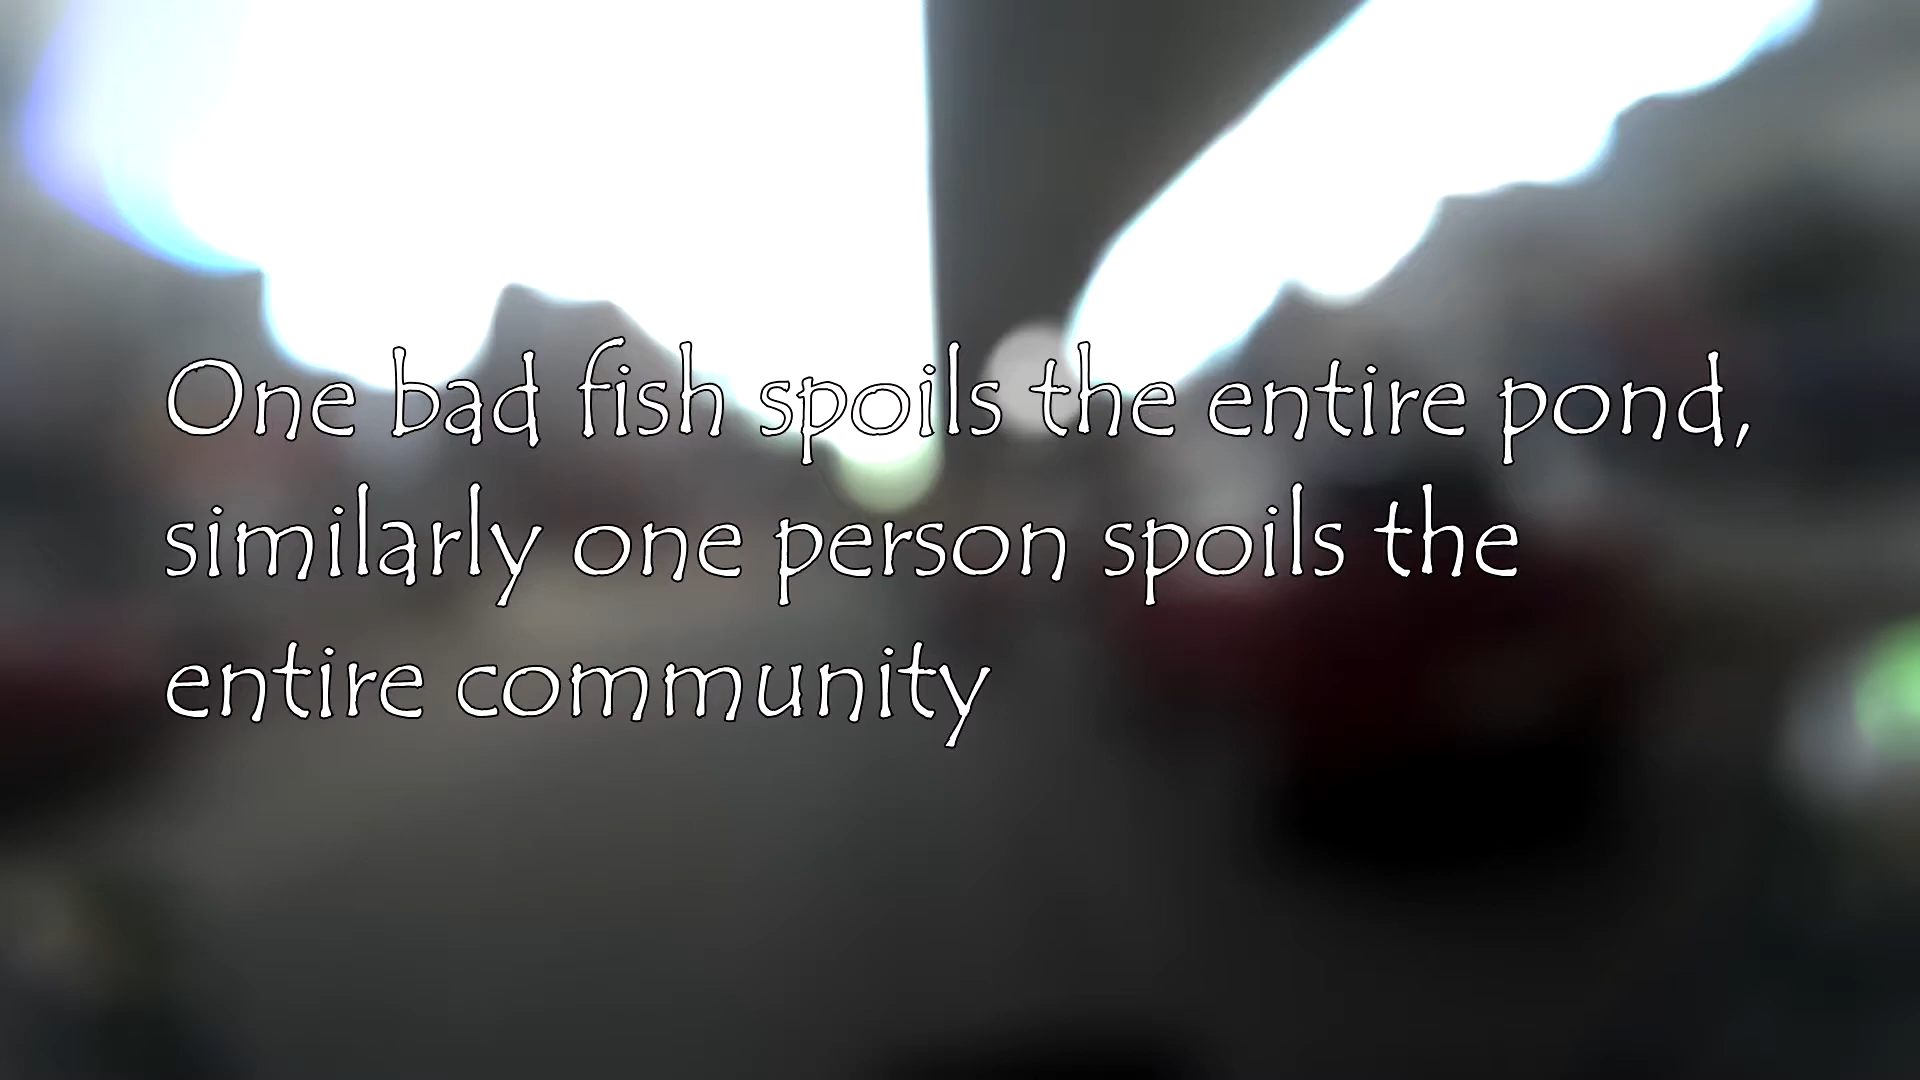 One bad fish spoils the entire pond,
similarly one person spoils the
entire community